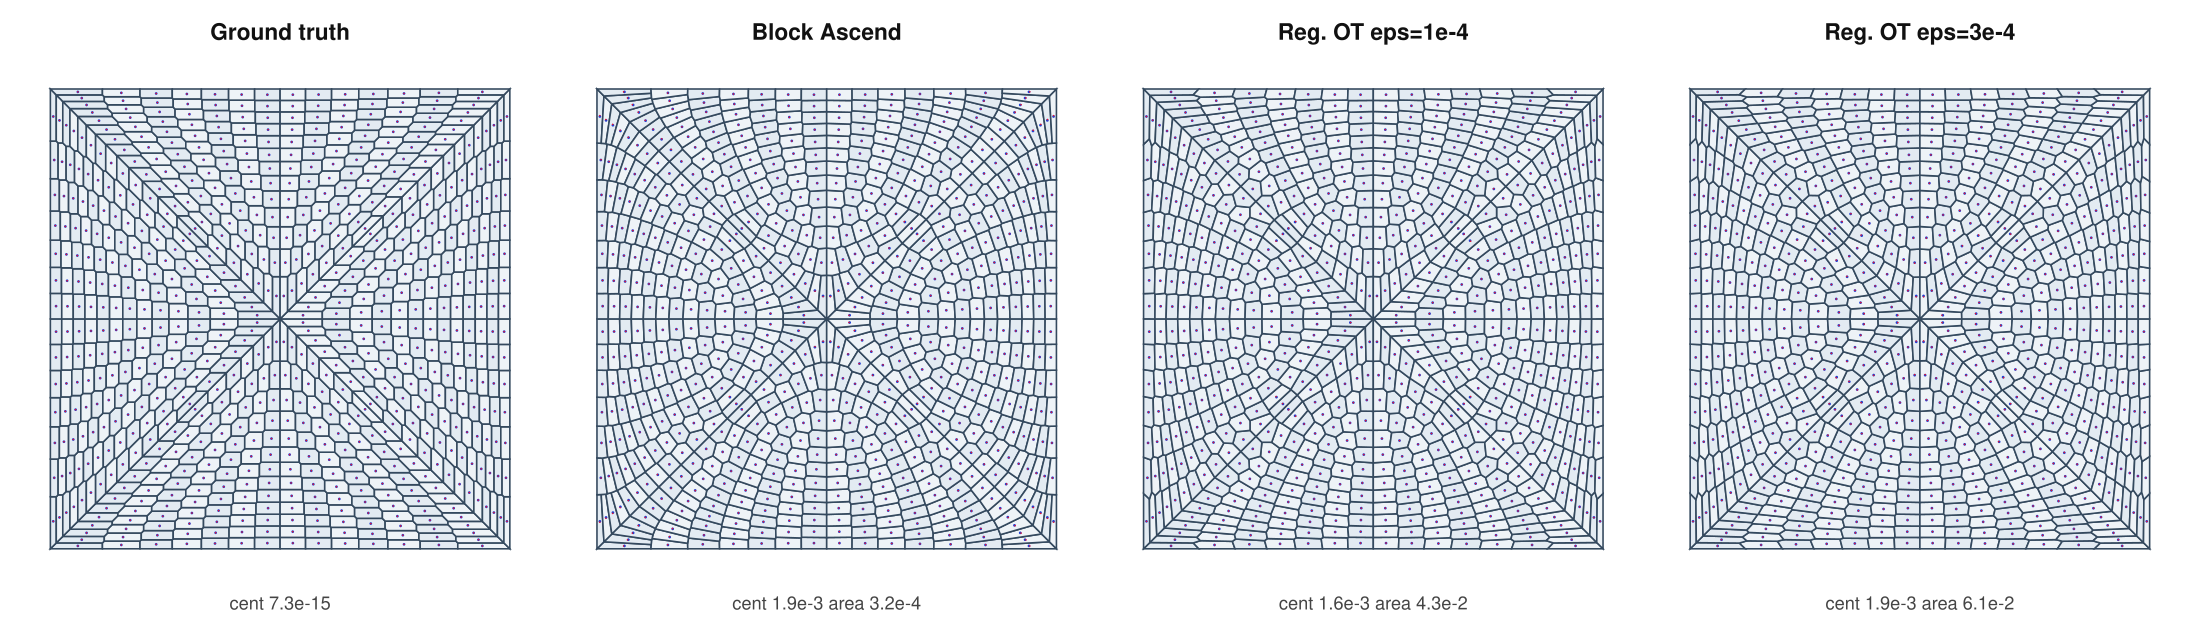 Ground truth
Block Ascend
Reg. OT eps=1e-4
Reg. OT eps=3e-4
cent 7.3e-15
cent 1.9e-3 area 3.2e-4
cent 1.6e-3 area 4.3e-2
cent 1.9e-3 area 6.1e-2